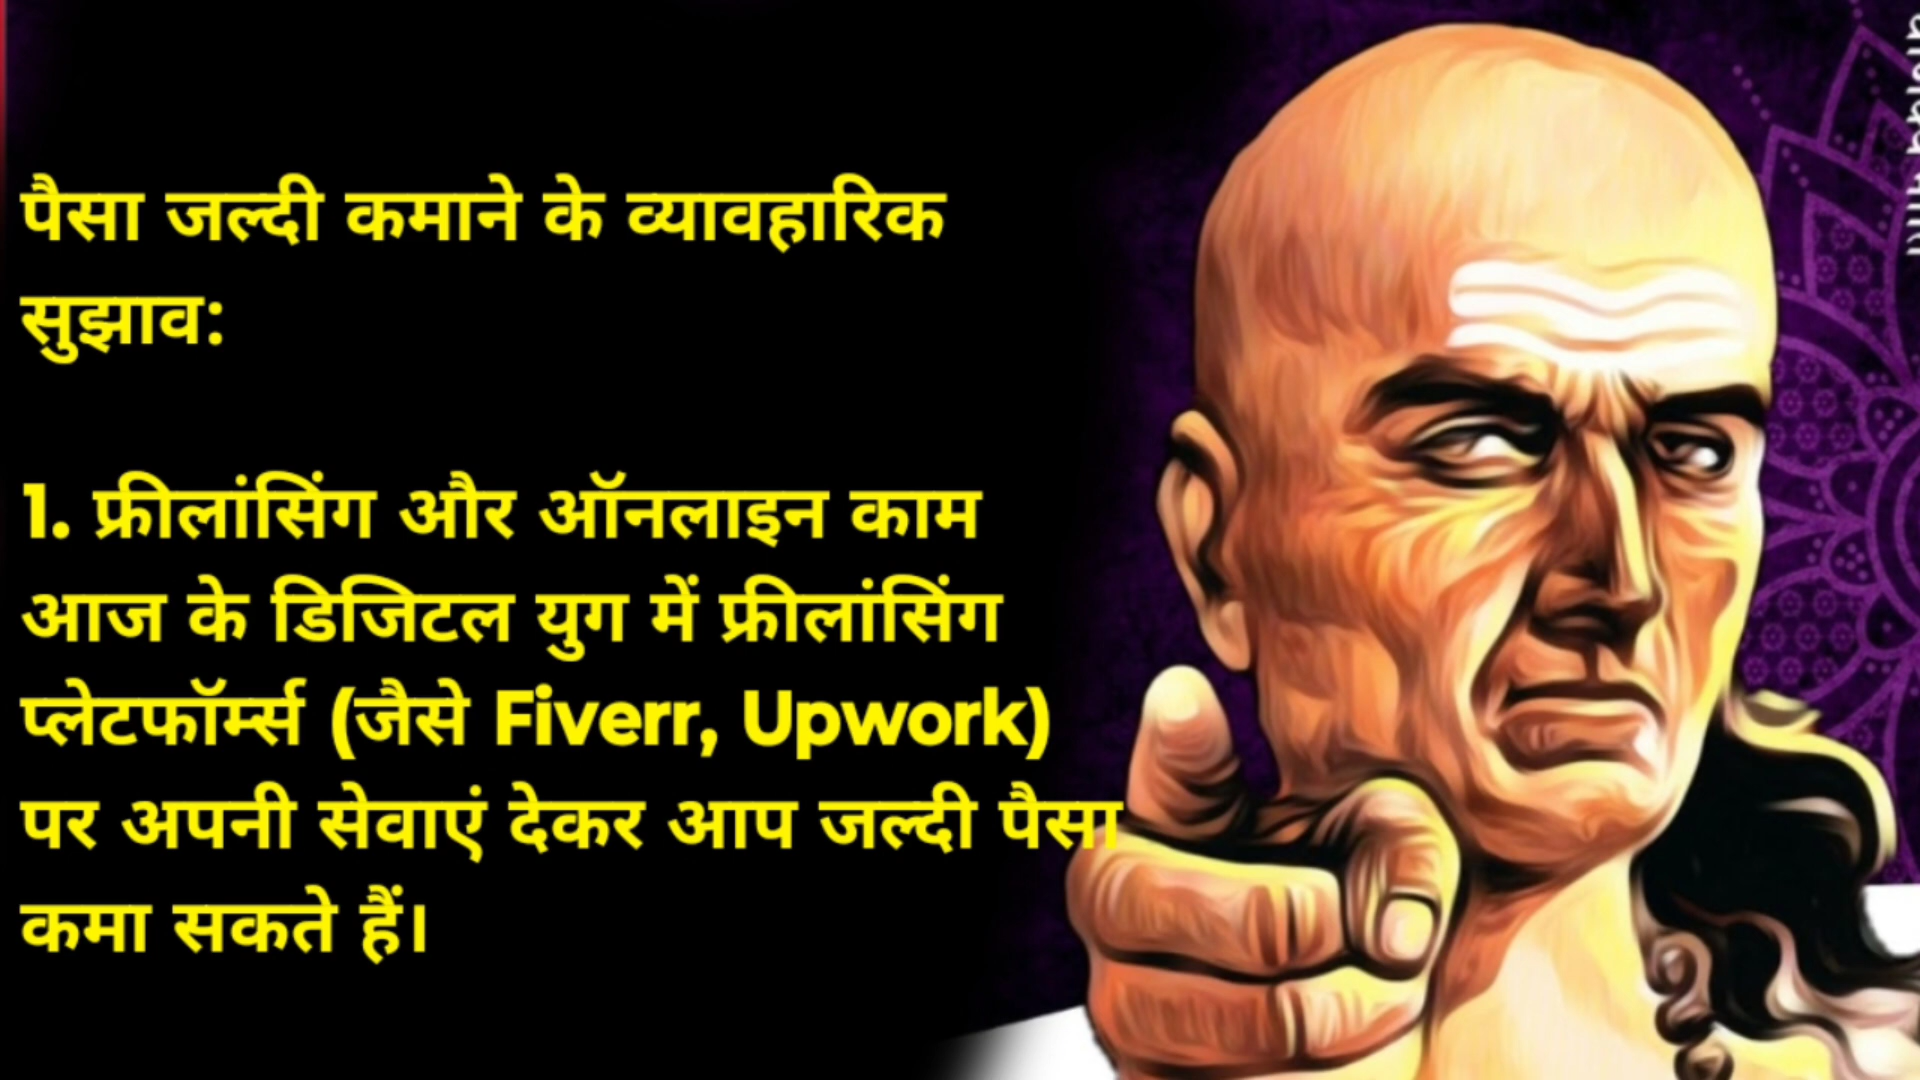 पैसा जल्दी कमाने के व्यावहारिक
सुझाव:
1. फ्रीलांसिंग और ऑनलाइन काम
आज के डिजिटल युग में फ्रीलांसिंग
प्लेटफॉर्म्स (जैसे Fiverr, Upwork)
पर अपनी सेवाएं देकर आप जल्दी पैसा
कमा सकते हैं।